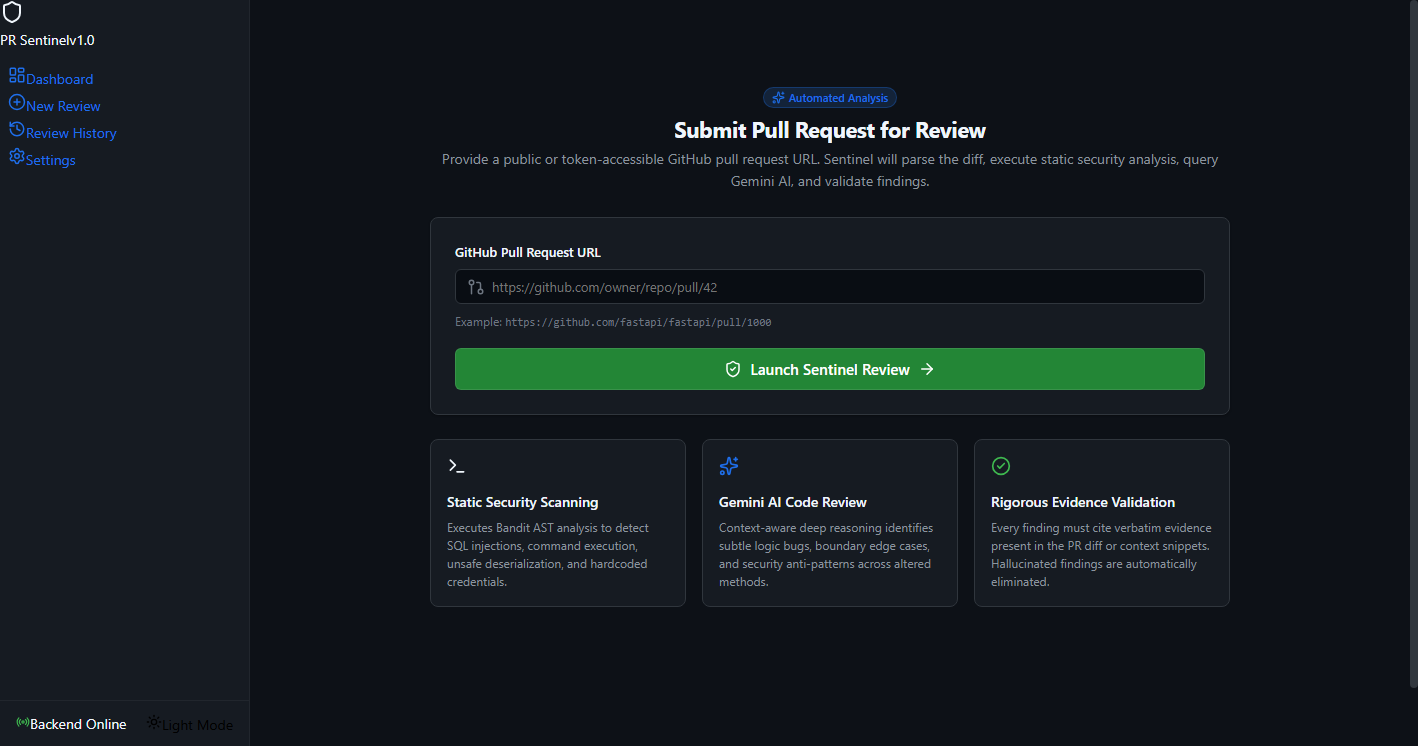 PR Sentinelv1.0
Dashboard
New Review
Review History
Settings
Backend Online
Light Mode
Automated Analysis
Submit Pull Request for Review
Provide a public or token-accessible GitHub pull request URL. Sentinel will parse the diff, execute static security analysis, query
Gemini AI, and validate findings.
GitHub Pull Request URL
https://github.com/owner/repo/pull/42
Example: https://github.com/fastapi/fastapi/pull/1000
Launch Sentinel Review
Static Security Scanning
Executes Bandit AST analysis to detect
SQL injections, command execution,
unsafe deserialization, and hardcoded
credentials.
Gemini AI Code Review
Context-aware deep reasoning identifies
subtle logic bugs, boundary edge cases,
and security anti-patterns across altered
methods.
Rigorous Evidence Validation
Every finding must cite verbatim evidence
present in the PR diff or context snippets.
Hallucinated findings are automatically
eliminated.